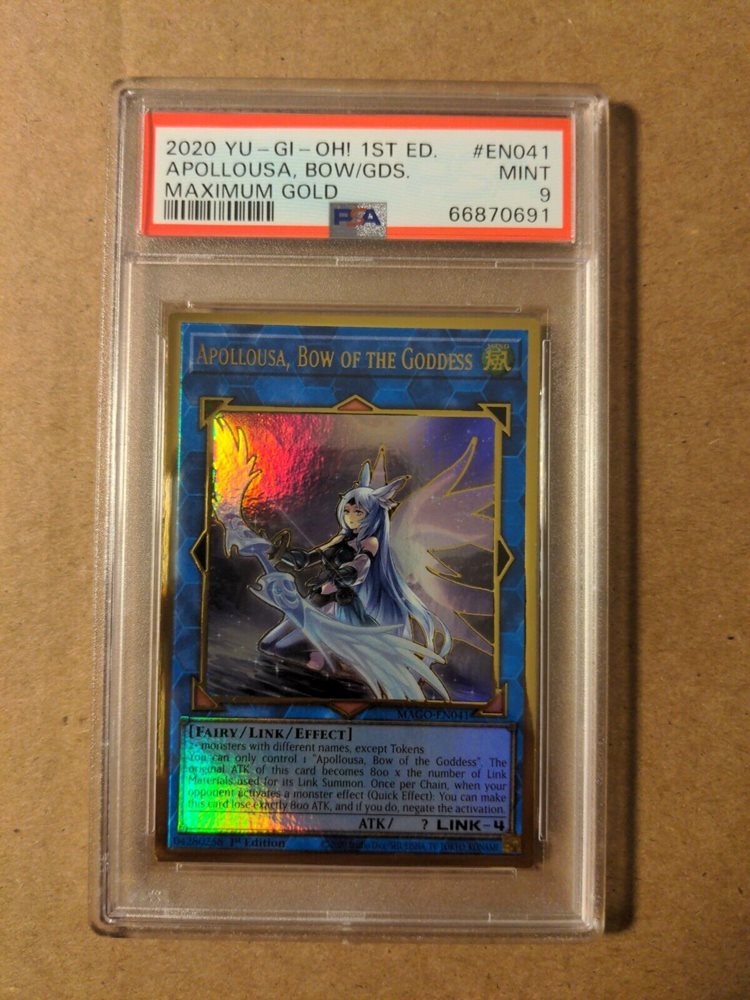 2020 YU-GI-OH! 1ST ED. #EN041
APOLLOUSA, BOW/GDS. MINT
MAXIMUM GOLD 9
PSA 66870691
APOLLOUSA, BOW OF THE GODDESS 風
MAGO-EN041
[FAIRY/LINK/EFFECT]
2+ monsters with different names, except Tokens
You can only control 1 "Apollousa, Bow of the Goddess". The
original ATK of this card becomes 800 x the number of Link
Materials used for its Link Summon. Once per Chain, when your
opponent activates a monster effect (Quick Effect): You can make
this card lose exactly 800 ATK, and if you do, negate the activation.
ATK/ ? LINK-4
1st Edition